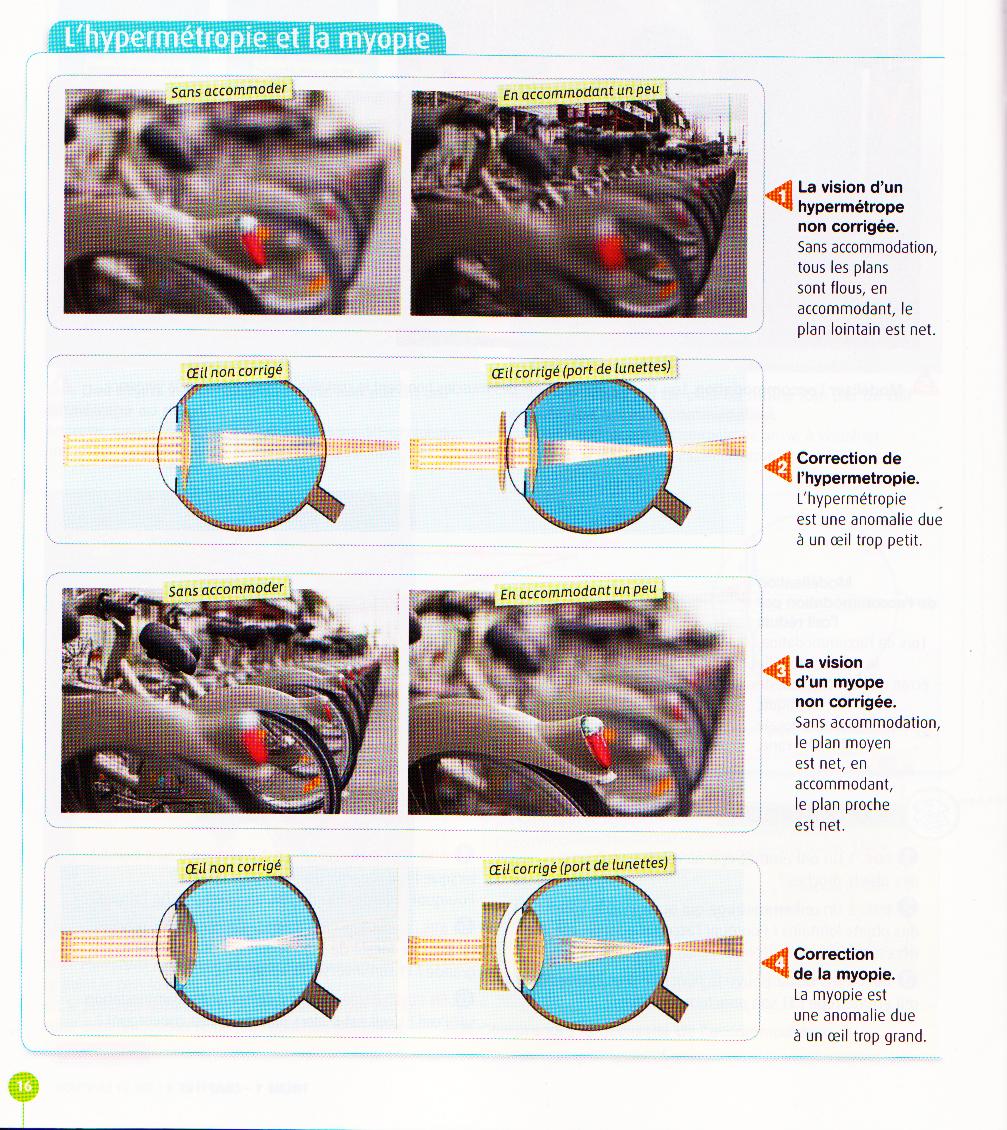 L'hypermétropie et la myopie
Sans accommoder
En accommodant un peu
1
La vision d'un
hypermétrope
non corrigée.
Sans accommodation,
tous les plans
sont flous, en
accommodant, le
plan lointain est net.
Œil non corrigé
Œil corrigé (port de lunettes)
2
Correction de
l'hypermetropie.
L'hypermétropie
est une anomalie due
à un œil trop petit.
Sans accommoder
En accommodant un peu
3
La vision
d'un myope
non corrigée.
Sans accommodation,
le plan moyen
est net, en
accommodant,
le plan proche
est net.
Œil non corrigé
Œil corrigé (port de lunettes)
4
Correction
de la myopie.
La myopie est
une anomalie due
à un œil trop grand.
16